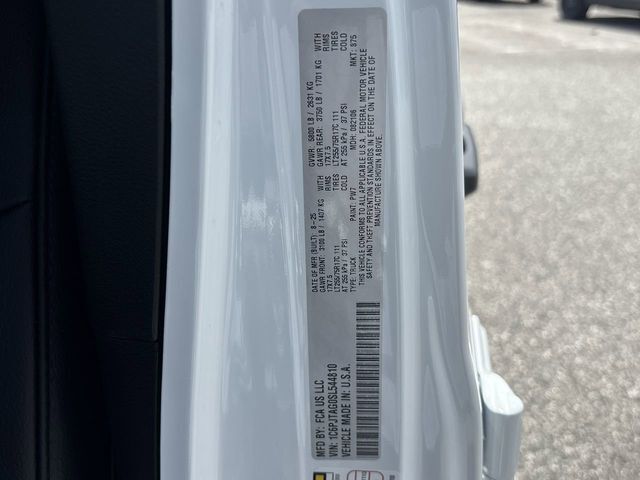 MFD BY: FCA US LLC
DATE OF MFR (BUILT): 8-25
GVWR: 5800 LB / 2631 KG
GAWR FRONT: 3100 LB / 1407 KG WITH
17X7.5 RIMS
LT255/75R17C 111 TIRES
AT 255 kPa / 37 PSI COLD
GAWR REAR: 3750 LB / 1701 KG WITH
17X7.5 RIMS
LT255/75R17C 111 TIRES
AT 255 kPa / 37 PSI COLD
VIN: 1C6PJTAG0SL544810
TYPE: TRUCK PAINT: PW7 MDH: 082106 MKT: 875
VEHICLE MADE IN: U.S.A.
THIS VEHICLE CONFORMS TO ALL APPLICABLE U.S.A. FEDERAL MOTOR VEHICLE
SAFETY AND THEFT PREVENTION STANDARDS IN EFFECT ON THE DATE OF
MANUFACTURE SHOWN ABOVE.